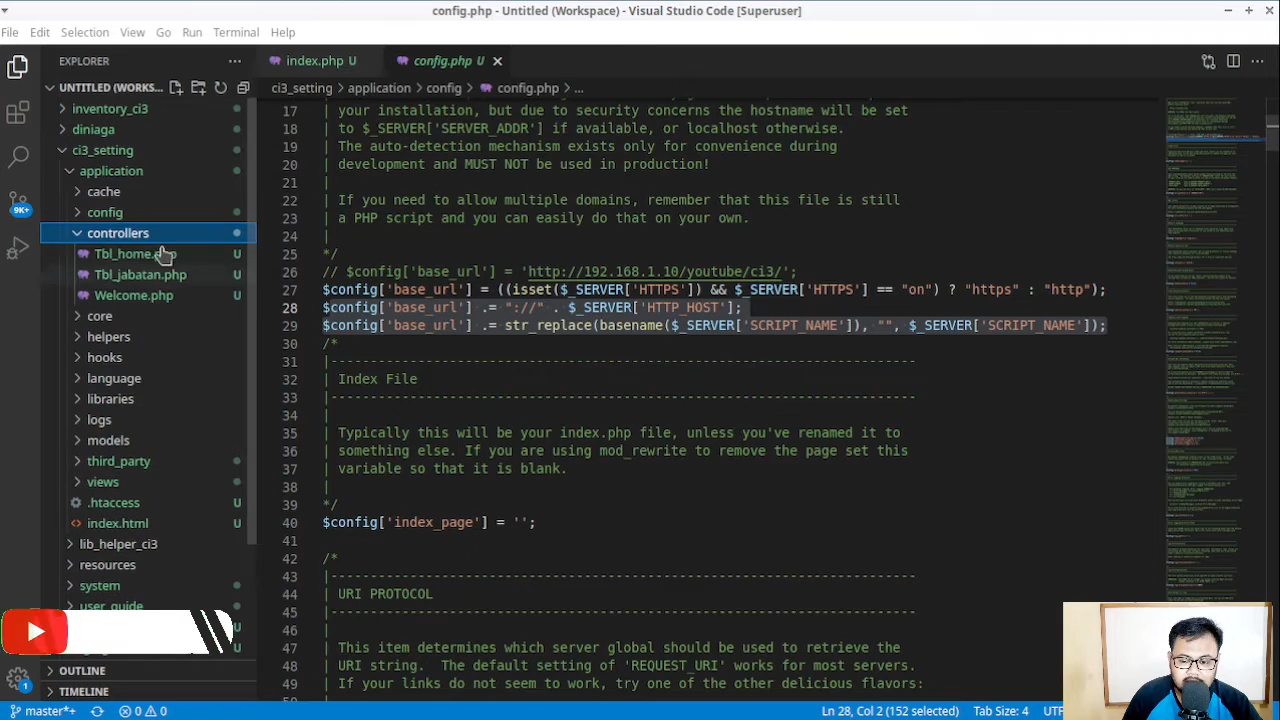 config.php - Untitled (Workspace) - Visual Studio Code [Superuser]
File Edit Selection View Go Run Terminal Help
EXPLORER
index.php U
config.php U
UNTITLED (WORKS...
ci3_setting application config config.php ...
inventory_ci3
diniaga
ci3_setting
application
cache
config
controllers
Tbl_home.
Tbl_jabatan.php U
Welcome.php U
core
helpers
hooks
language
libraries
logs
models
third_party
views
.htaccess U
index.html U
lib_helper_ci3
resources
system
user_guide
OUTLINE
TIMELINE
9K+
1
17 your installation, but due to security concerns the hostname will be set
18 to $_SERVER['SERVER_ADDR'] if available, or localhost otherwise.
19 The auto-detection mechanism exists only for convenience during
20 development and MUST NOT be used in production!
21
22 If you need to allow multiple domains, remember that this file is still
23 a PHP script and you can easily do that on your own.
24
25 */
26 // $config['base_url'] = 'http://192.168.1.10/youtube/ci3/';
27 $config['base_url'] = isset($_SERVER['HTTPS']) && $_SERVER['HTTPS'] == "on") ? "https" : "http");
28 $config['base_url'] .= "://" . $_SERVER['HTTP_HOST'];
29 $config['base_url'] .= str_replace(basename($_SERVER['SCRIPT_NAME']), "", $_SERVER['SCRIPT_NAME']);
30
31
32 Index File
33
34
35 Typically this will be your index.php file, unless you've renamed it to
36 something else. If you are using mod_rewrite to remove the page set this
37 variable so that it is blank.
38
39
40 $config['index_page'] = '';
41
42 /*
43
44 URI PROTOCOL
45
46
47 This item determines which server global should be used to retrieve the
48 URI string. The default setting of 'REQUEST_URI' works for most servers.
49 If your links do not seem to work, try one of the other delicious flavors:
master*+ 0 0
Ln 28, Col 2 (152 selected) Tab Size: 4